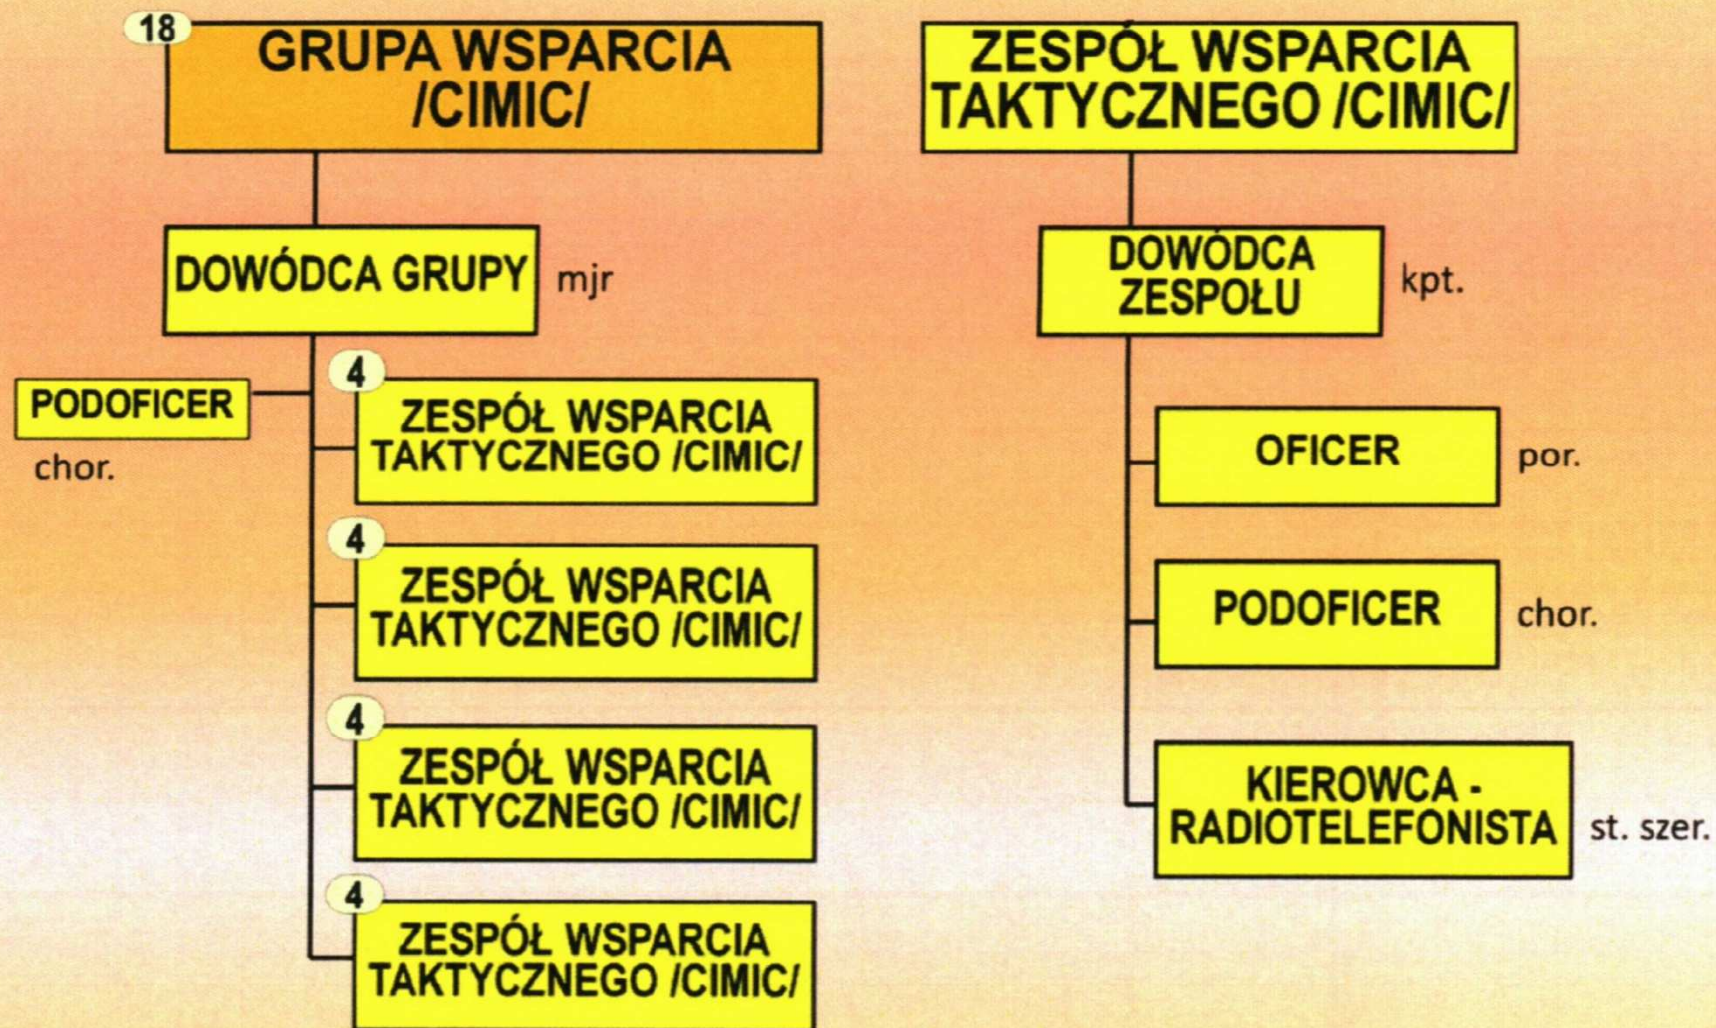 18
GRUPA WSPARCIA
/CIMIC/
DOWÓDCA GRUPY
mjr
PODOFICER
chor.
4
ZESPÓŁ WSPARCIA
TAKTYCZNEGO /CIMIC/
4
ZESPÓŁ WSPARCIA
TAKTYCZNEGO /CIMIC/
4
ZESPÓŁ WSPARCIA
TAKTYCZNEGO /CIMIC/
4
ZESPÓŁ WSPARCIA
TAKTYCZNEGO /CIMIC/
ZESPÓŁ WSPARCIA
TAKTYCZNEGO /CIMIC/
DOWÓDCA
ZESPOŁU
kpt.
OFICER
por.
PODOFICER
chor.
KIEROWCA -
RADIOTELEFONISTA
st. szer.